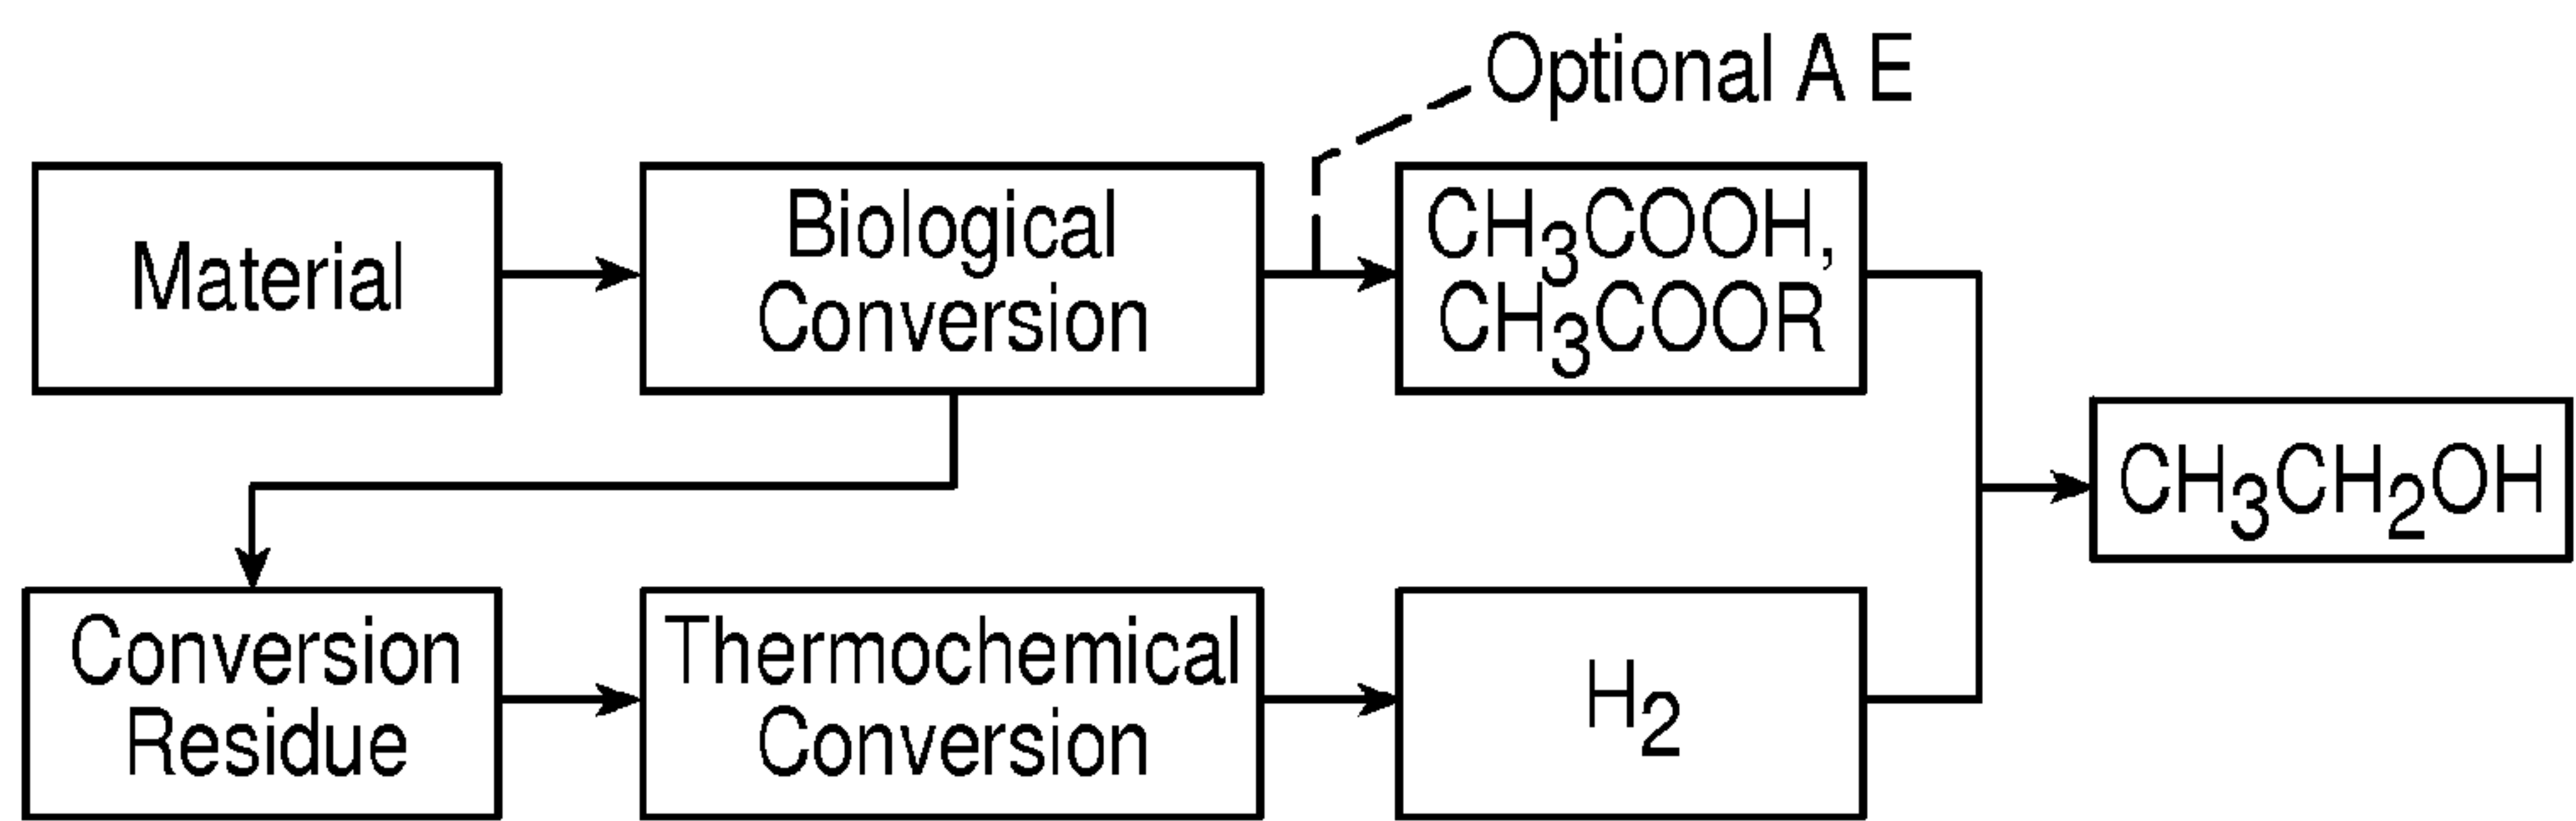 Optional A E
Material
Biological
Conversion
CH3COOH,
CH3COOR
CH3CH2OH
Conversion
Residue
Thermochemical
Conversion
H2